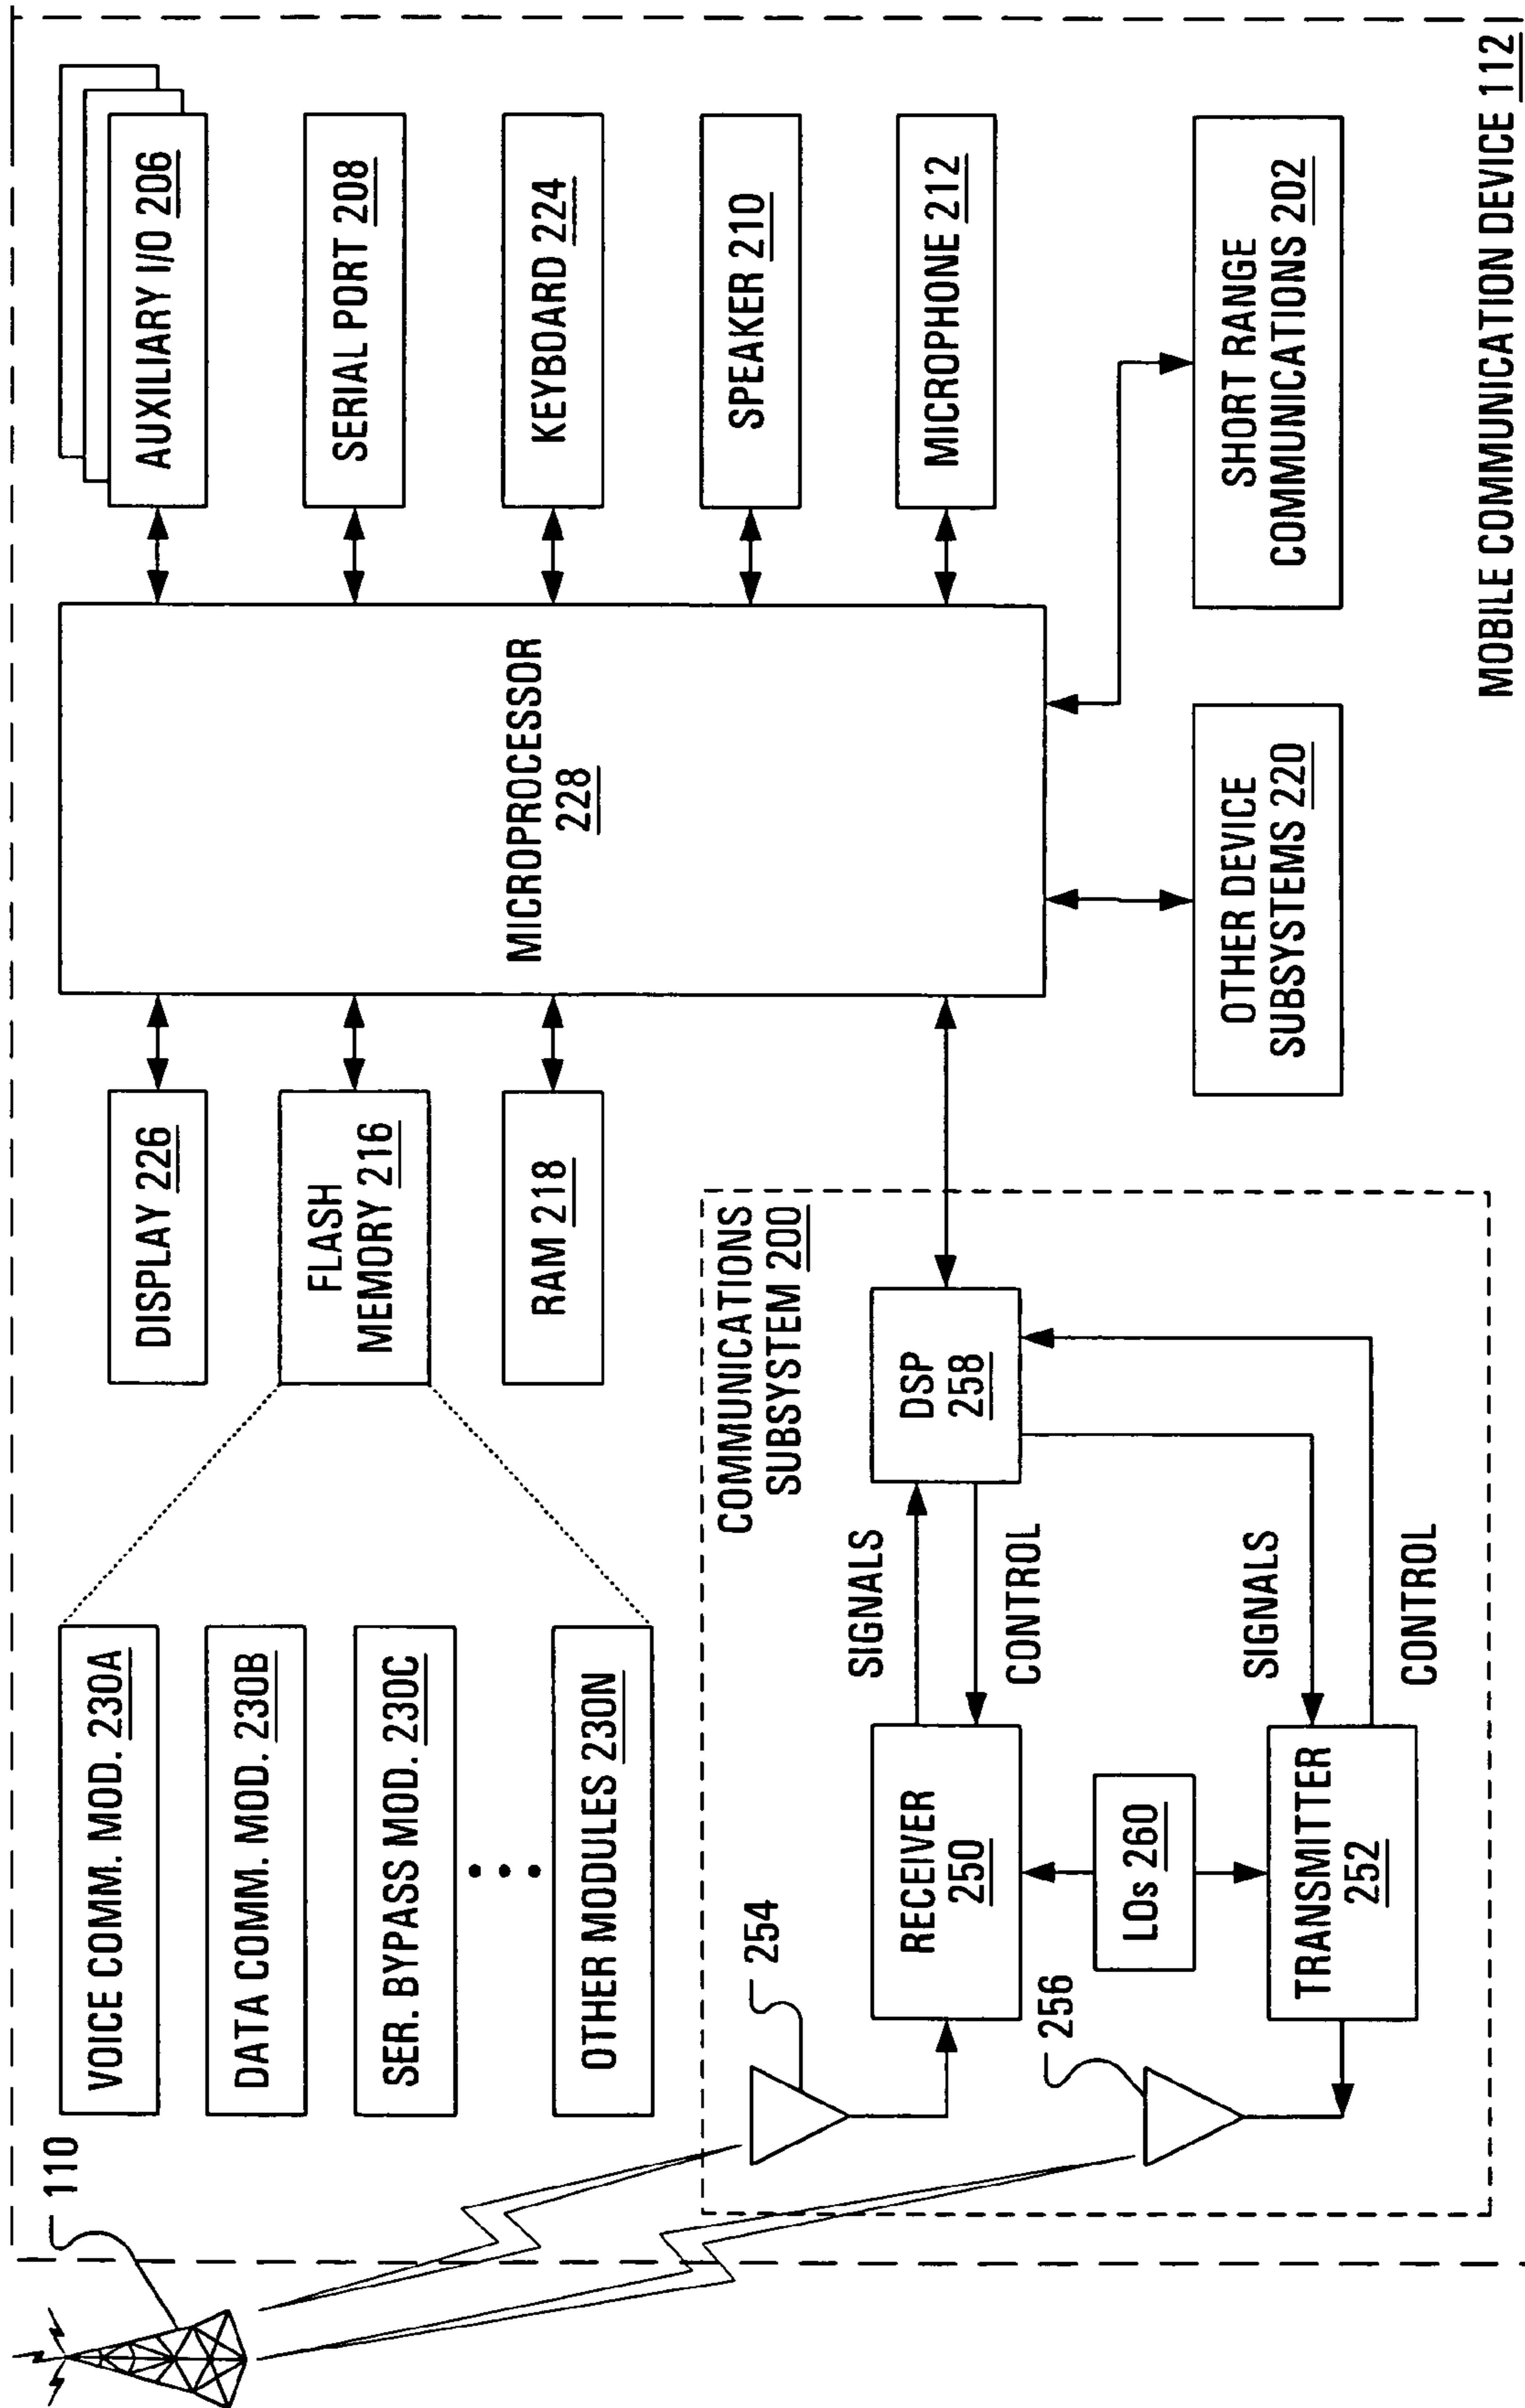 110
VOICE COMM. MOD. 230A
DATA COMM. MOD. 230B
SER. BYPASS MOD. 230C
OTHER MODULES 230N
DISPLAY 226
FLASH
MEMORY 216
RAM 218
MICROPROCESSOR
228
AUXILIARY I/O 206
SERIAL PORT 208
KEYBOARD 224
SPEAKER 210
MICROPHONE 212
COMMUNICATIONS
SUBSYSTEM 200
254
RECEIVER
250
SIGNALS
CONTROL
DSP
258
LOs 260
256
TRANSMITTER
252
SIGNALS
CONTROL
OTHER DEVICE
SUBSYSTEMS 220
SHORT RANGE
COMMUNICATIONS 202
MOBILE COMMUNICATION DEVICE 112